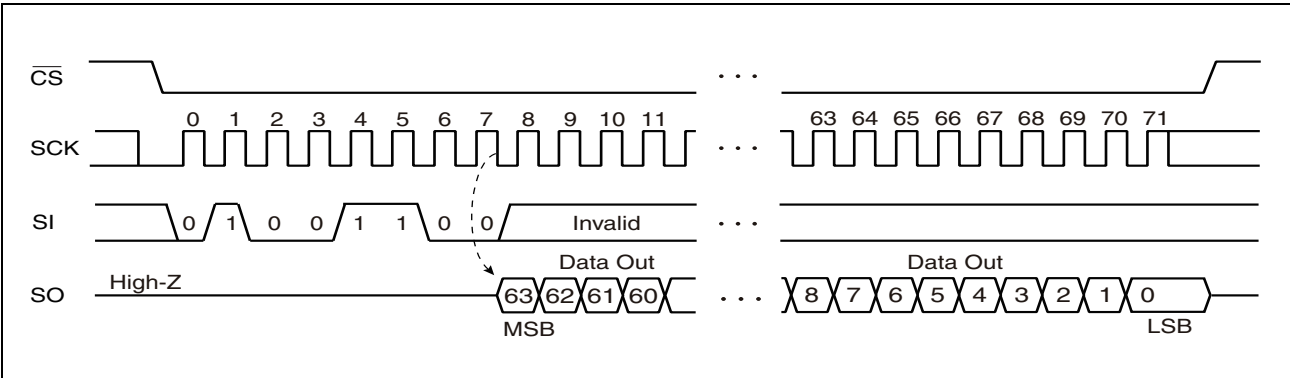 CS
. . .
0 1 2 3 4 5 6 7 8 9 10 11 63 64 65 66 67 68 69 70 71
SCK . . .
SI 0 1 0 0 1 1 0 0 Invalid . . .
Data Out Data Out
High-Z
SO 63 62 61 60 . . . 8 7 6 5 4 3 2 1 0
MSB LSB